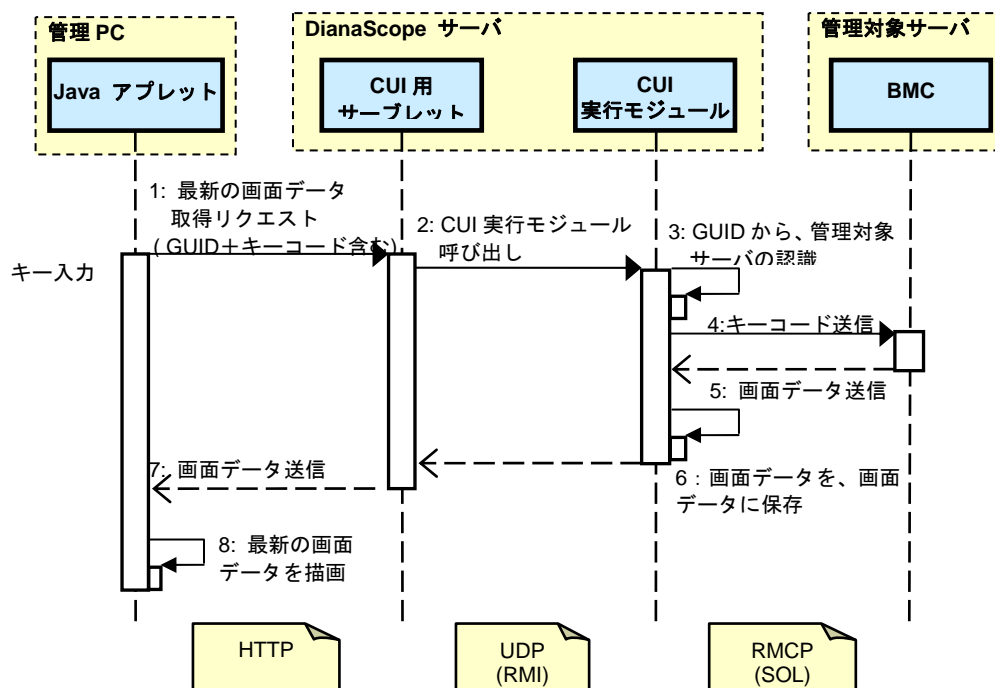 管理 PC
DianaScope サーバ
管理対象サーバ
Java アプレット
CUI 用
サーブレット
CUI
実行モジュール
BMC
1: 最新の画面データ
取得リクエスト
( GUID＋キーコード含む)
2: CUI 実行モジュール
呼び出し
3: GUID から、管理対象
サーバの認識
キー入力
4:キーコード送信
5: 画面データ送信
7: 画面データ送信
6：画面データを、画面
データに保存
8: 最新の画面
データを描画
HTTP
UDP
(RMI)
RMCP
(SOL)